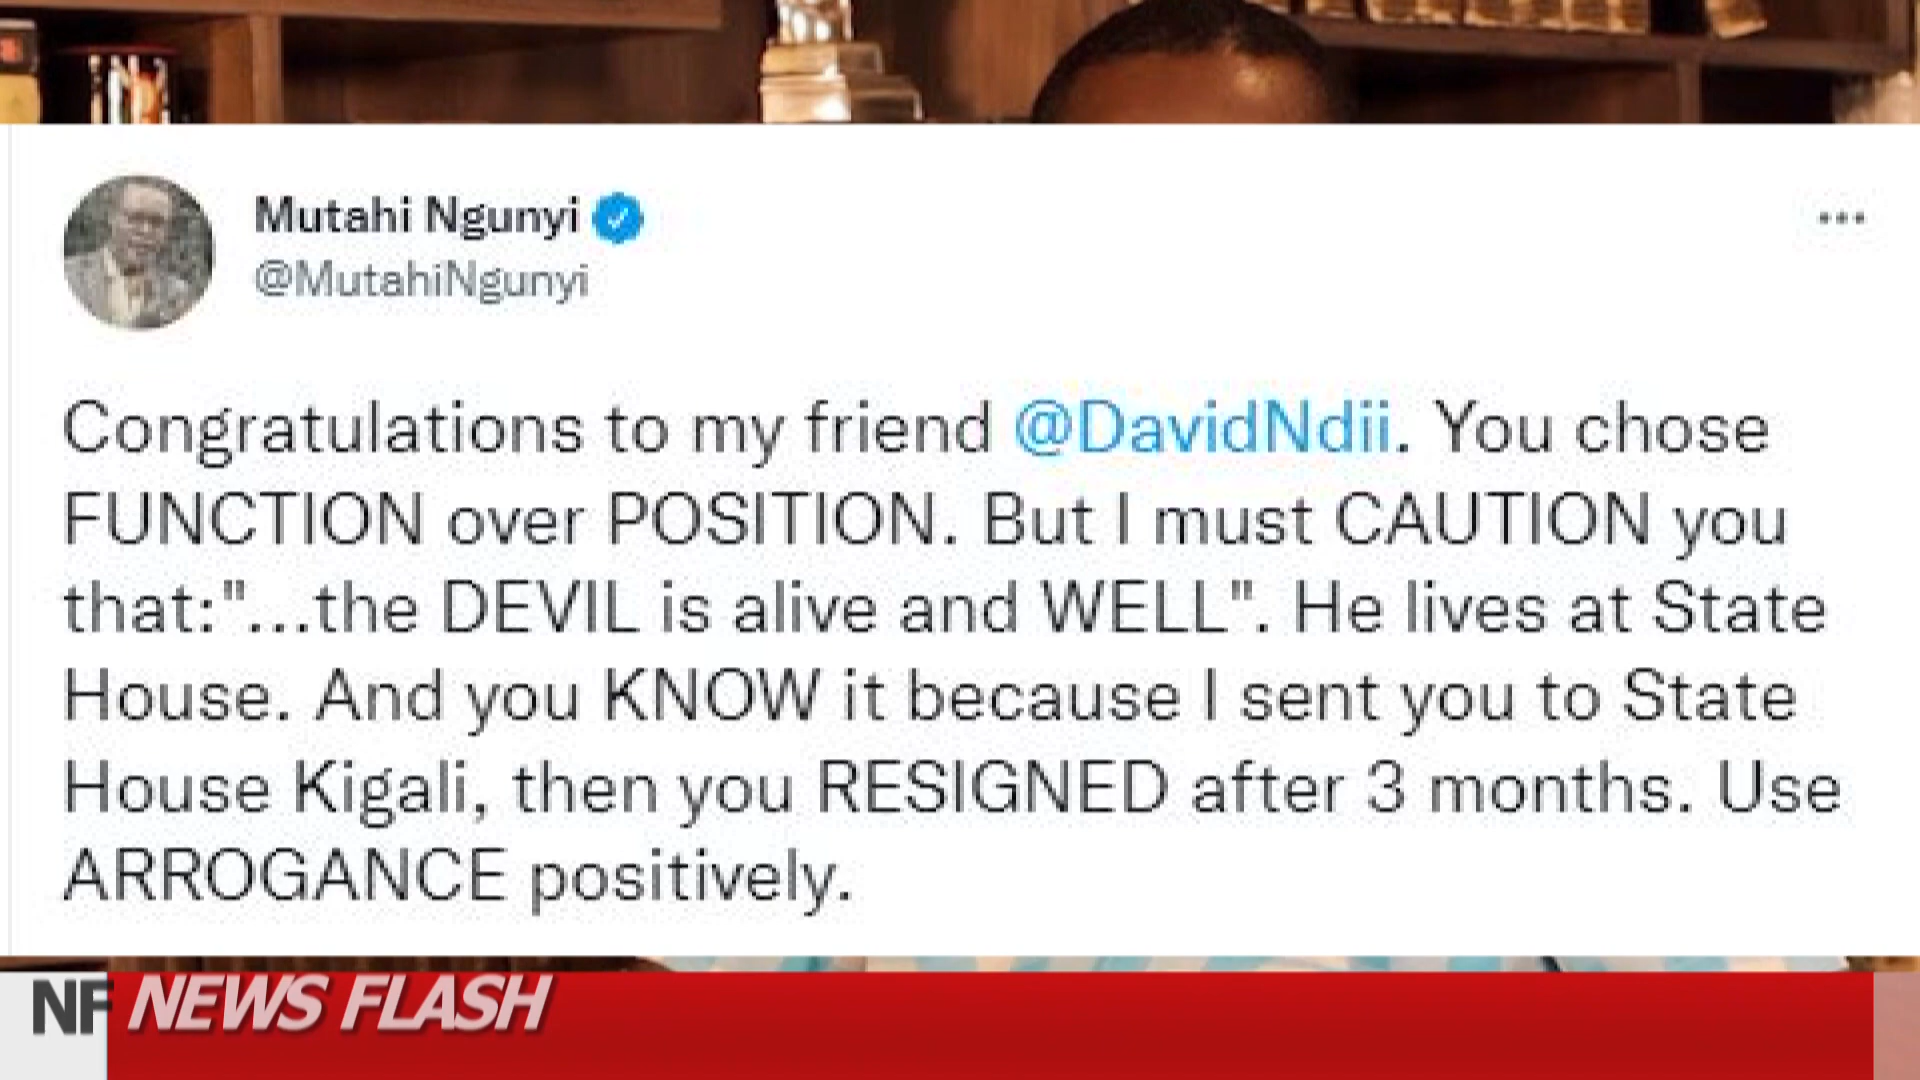 Mutahi Ngunyi
@MutahiNgunyi
Congratulations to my friend @DavidNdii. You chose
FUNCTION over POSITION. But I must CAUTION you
that:"...the DEVIL is alive and WELL". He lives at State
House. And you KNOW it because I sent you to State
House Kigali, then you RESIGNED after 3 months. Use
ARROGANCE positively.
NF NEWS FLASH